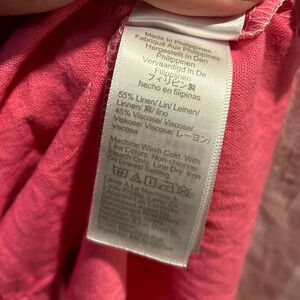 Made in Philippines
Fabriqué Aux Philippines
Hergestellt In Den
Philippinen
Vervaardigd In De
Filippijnen
フィリピン製
hecho en filipinas
55% Linen/ Lin/ Leinen/
Linnen/ 麻/ lino
45% Viscose/ Viscose/
Viskose/ Viscose/ レーヨン/
viscosa
Machine Wash Cold. With
Like Colors. Non-chlorine
Line Dry. Iron